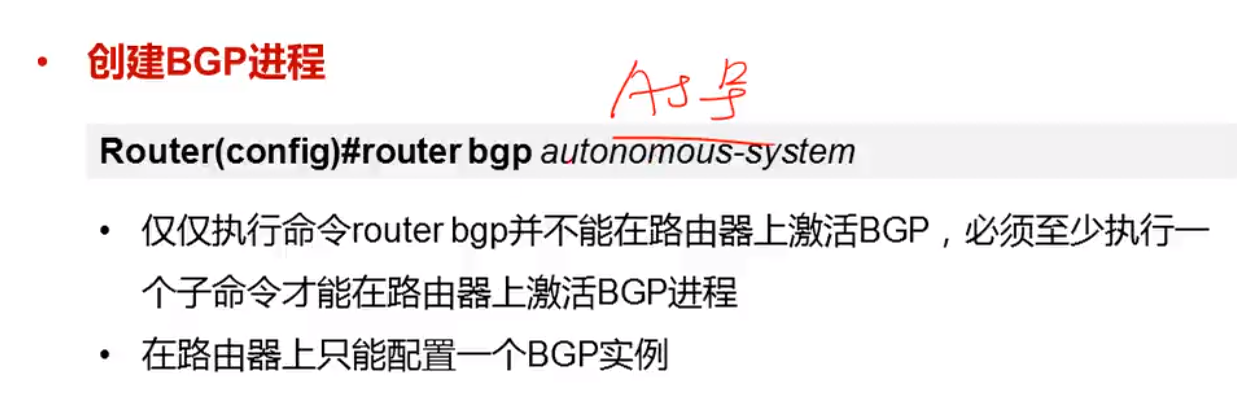 • 创建BGP进程
AS号
Router(config)#router bgp autonomous-system
• 仅仅执行命令router bgp并不能在路由器上激活BGP，必须至少执行一
个子命令才能在路由器上激活BGP进程
• 在路由器上只能配置一个BGP实例